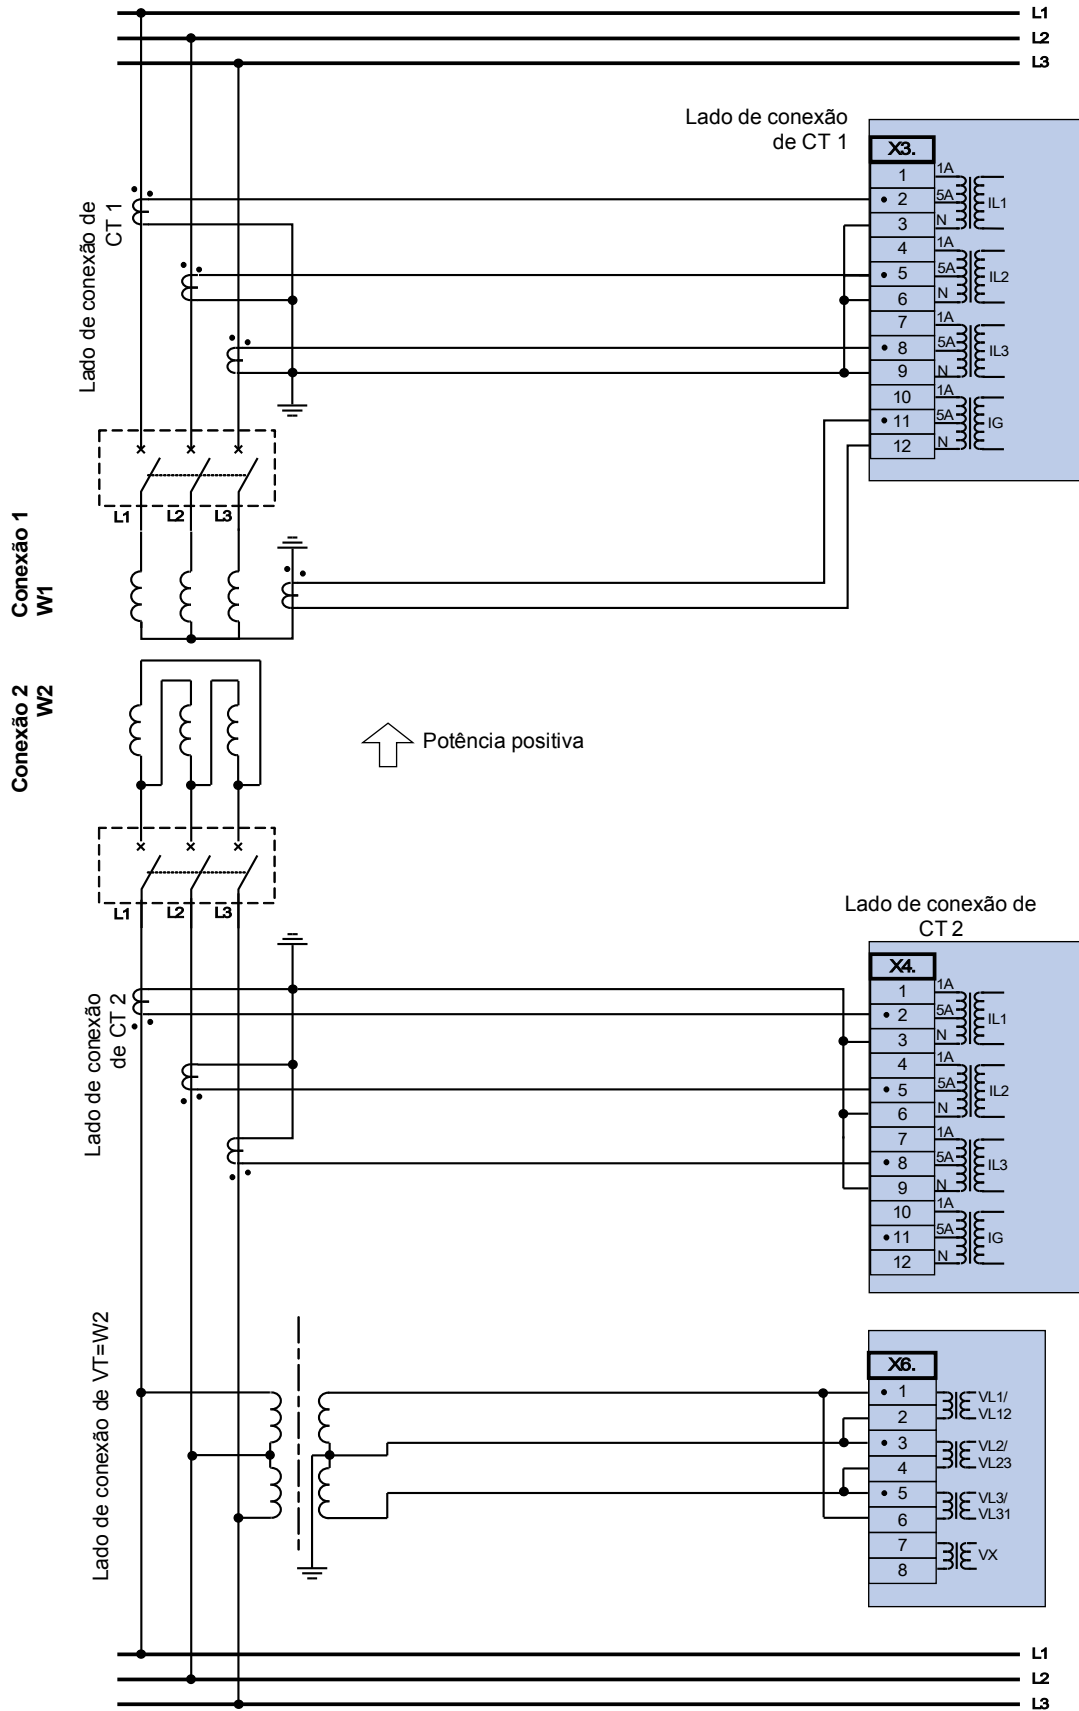 L1
L2
L3
Lado de conexão
de CT 1
X3.
1
2
3
4
5
6
7
8
9
10
11
12
1A
5A
N
IL1
1A
5A
N
IL2
1A
5A
N
IL3
1A
5A
N
IG
Lado de conexão de
CT 1
L1
L2
L3
Conexão 1
W1
Conexão 2
W2
Potência positiva
L1
L2
L3
Lado de conexão de
CT 2
X4.
1
2
3
4
5
6
7
8
9
10
11
12
1A
5A
N
IL1
1A
5A
N
IL2
1A
5A
N
IL3
1A
5A
N
IG
Lado de conexão
de CT 2
Lado de conexão de VT=W2
X6.
1
2
3
4
5
6
7
8
VL1/
VL12
VL2/
VL23
VL3/
VL31
VX
L1
L2
L3